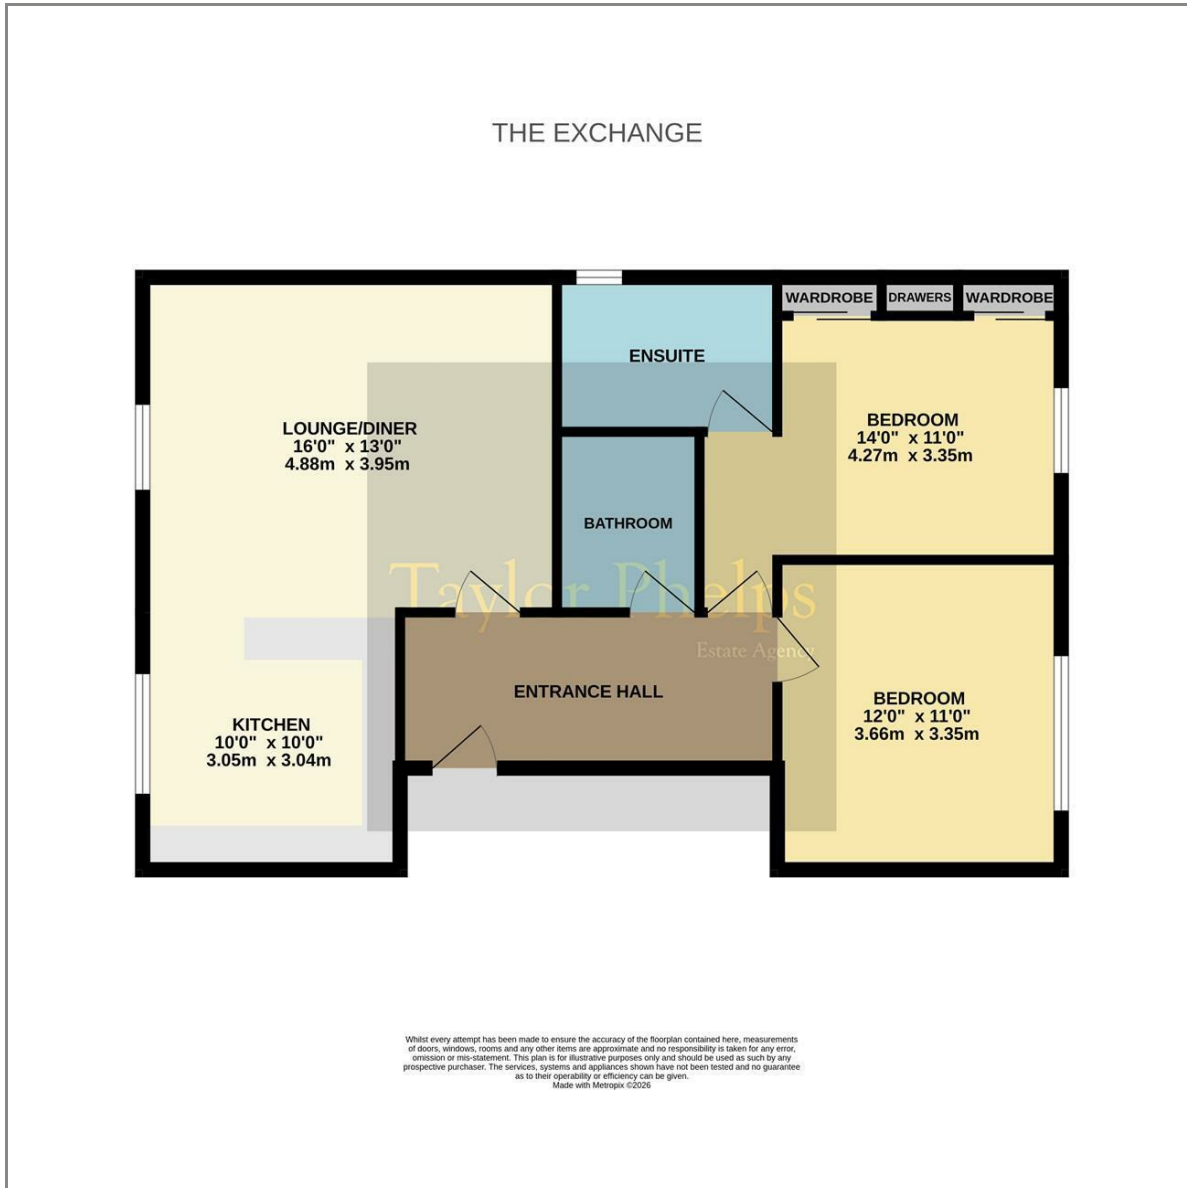 THE EXCHANGE
WARDROBE
DRAWERS
WARDROBE
ENSUITE
LOUNGE/DINER
16'0" x 13'0"
4.88m x 3.95m
BEDROOM
14'0" x 11'0"
4.27m x 3.35m
BATHROOM
Taylor Phelps
Estate Agency
ENTRANCE HALL
KITCHEN
10'0" x 10'0"
3.05m x 3.04m
BEDROOM
12'0" x 11'0"
3.66m x 3.35m
Whilst every attempt has been made to ensure the accuracy of the floorplan contained here, measurements
of doors, windows, rooms and any other items are approximate and no responsibility is taken for any error,
omission or mis-statement. This plan is for illustrative purposes only and should be used as such by any
prospective purchaser. The services, systems and appliances shown have not been tested and no guarantee
as to their operability or efficiency can be given.
Made with Metropix ©2026